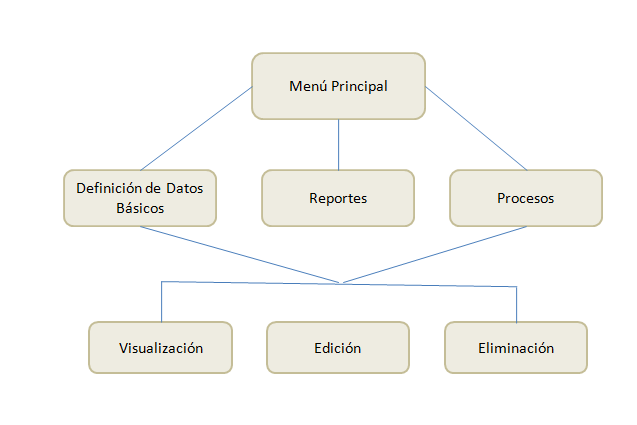 Menú Principal
Definición de Datos
Básicos
Reportes
Procesos
Visualización
Edición
Eliminación